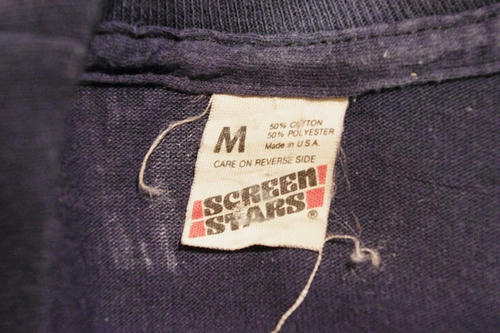 M
50% COTTON
50% POLYESTER
Made in U.S.A.
CARE ON REVERSE SIDE
SCREEN
STARS®